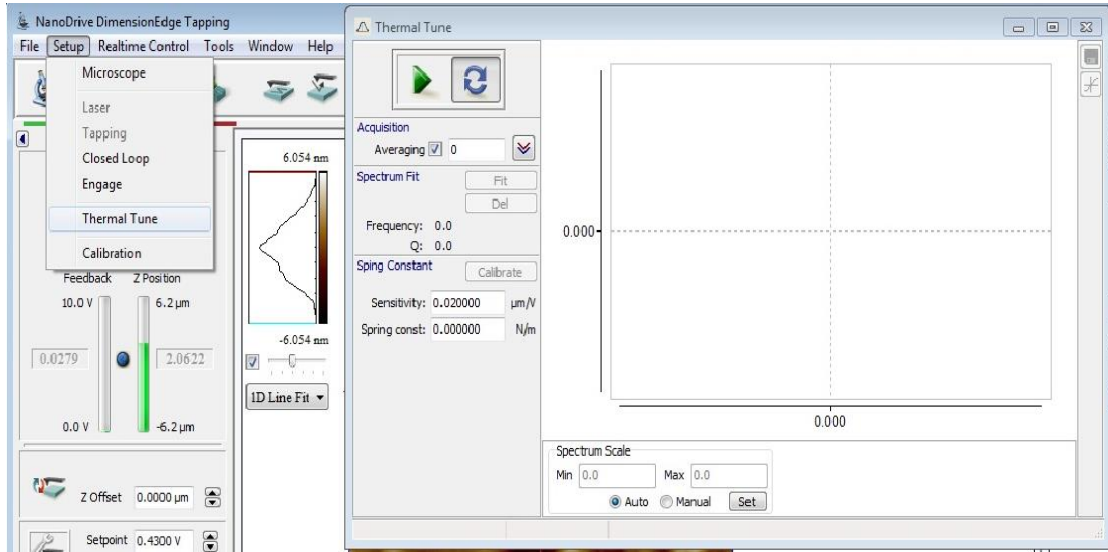 NanoDrive DimensionEdge Tapping
File Setup Realtime Control Tools Window Help
Microscope
Laser
Tapping
Closed Loop
Engage
Thermal Tune
Calibration
6.054 nm
-6.054 nm
1D Line Fit
Feedback Z Position
10.0 V 6.2 µm
0.0279 2.0622
0.0 V -6.2 µm
Z Offset 0.0000 µm
Setpoint 0.4300 V
Thermal Tune
Acquisition
Averaging 0
Spectrum Fit Fit
Del
Frequency: 0.0
Q: 0.0
Sping Constant Calibrate
Sensitivity: 0.020000 µm/V
Spring const: 0.000000 N/m
0.000
0.000
Spectrum Scale
Min 0.0 Max 0.0
Auto Manual Set